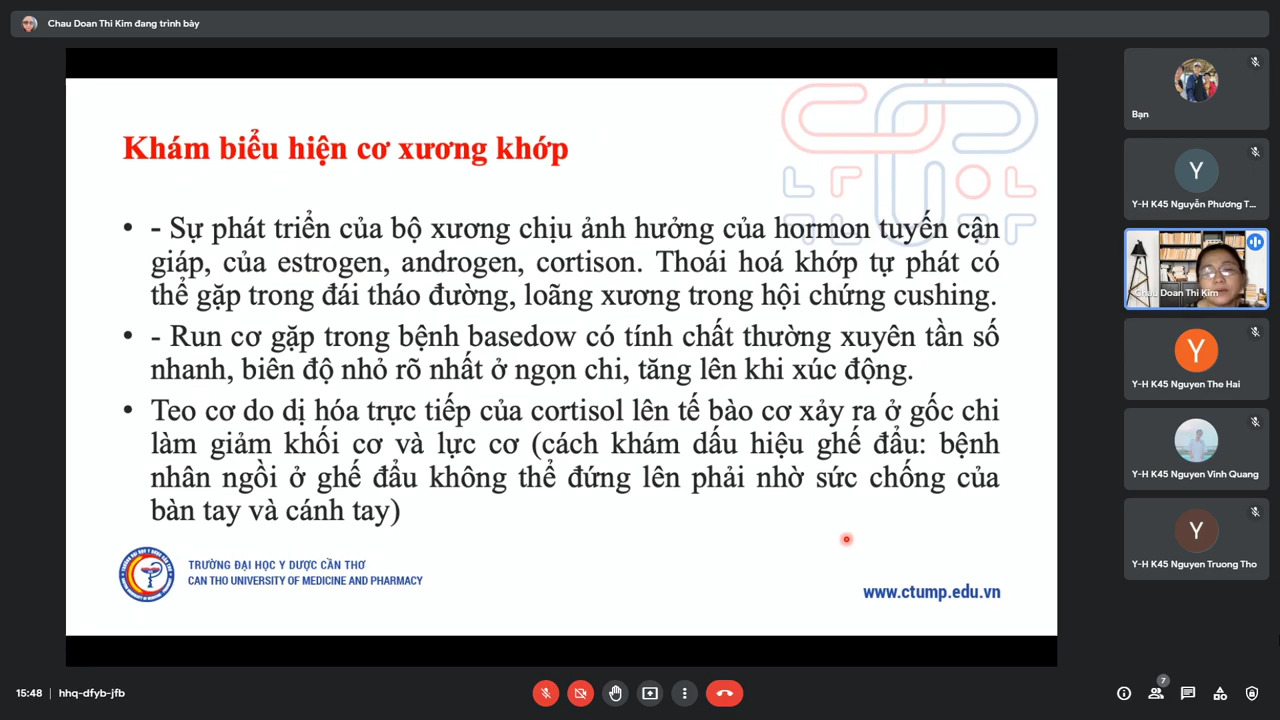 Chau Doan Thi Kim đang trình bày
Khám biểu hiện cơ xương khớp
• - Sự phát triển của bộ xương chịu ảnh hưởng của hormon tuyến cận
giáp, của estrogen, androgen, cortison. Thoái hoá khớp tự phát có
thể gặp trong đái tháo đường, loãng xương trong hội chứng cushing.
• - Run cơ gặp trong bệnh basedow có tính chất thường xuyên tần số
nhanh, biên độ nhỏ rõ nhất ở ngọn chi, tăng lên khi xúc động.
• Teo cơ do dị hóa trực tiếp của cortisol lên tế bào cơ xảy ra ở gốc chi
làm giảm khối cơ và lực cơ (cách khám dấu hiệu ghế đẩu: bệnh
nhân ngồi ở ghế đẩu không thể đứng lên phải nhờ sức chống của
bàn tay và cánh tay)
TRƯỜNG ĐẠI HỌC Y DƯỢC CẦN THƠ
CAN THO UNIVERSITY OF MEDICINE AND PHARMACY
www.ctump.edu.vn
Bạn
Y
Y-H K45 Nguyễn Phương T...
Chau Doan Thi Kim
Y
Y-H K45 Nguyen The Hai
Y-H K45 Nguyen Vinh Quang
Y
Y-H K45 Nguyen Truong Tho
15:48 | hhq-dfyb-jfb
7